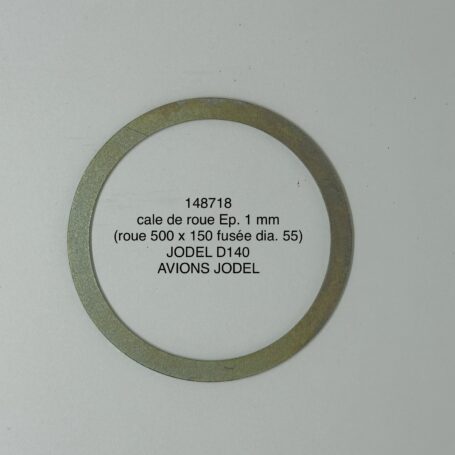 148718
cale de roue Ep. 1 mm
(roue 500 x 150 fusée dia. 55)
JODEL D140
AVIONS JODEL